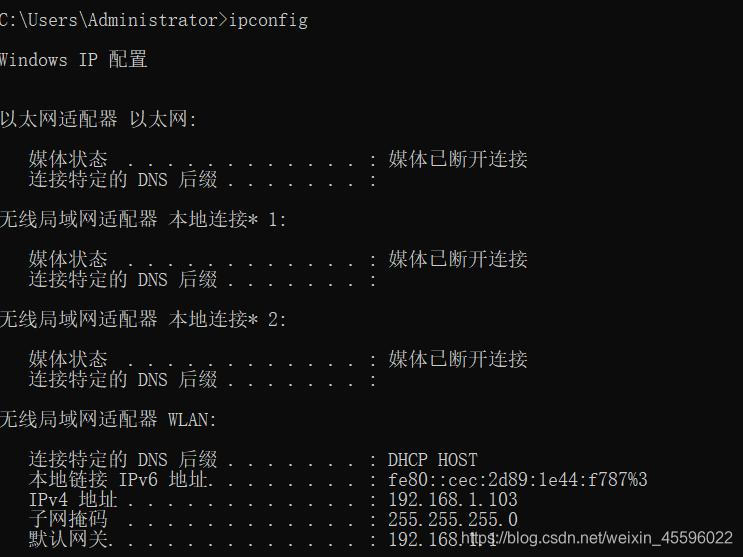 C:\Users\Administrator>ipconfig
Windows IP 配置
以太网适配器 以太网:
媒体状态 . . . . . . . . . . . . : 媒体已断开连接
连接特定的 DNS 后缀 . . . . . . . :
无线局域网适配器 本地连接* 1:
媒体状态 . . . . . . . . . . . . : 媒体已断开连接
连接特定的 DNS 后缀 . . . . . . . :
无线局域网适配器 本地连接* 2:
媒体状态 . . . . . . . . . . . . : 媒体已断开连接
连接特定的 DNS 后缀 . . . . . . . :
无线局域网适配器 WLAN:
连接特定的 DNS 后缀 . . . . . . . : DHCP HOST
本地链接 IPv6 地址. . . . . . . . : fe80::cec:2d89:1e44:f787%3
IPv4 地址 . . . . . . . . . . . . : 192.168.1.103
子网掩码 . . . . . . . . . . . . : 255.255.255.0
默认网关. . . . . . . . . . . . . : 192.168.1.1
https://blog.csdn.net/weixin_45596022